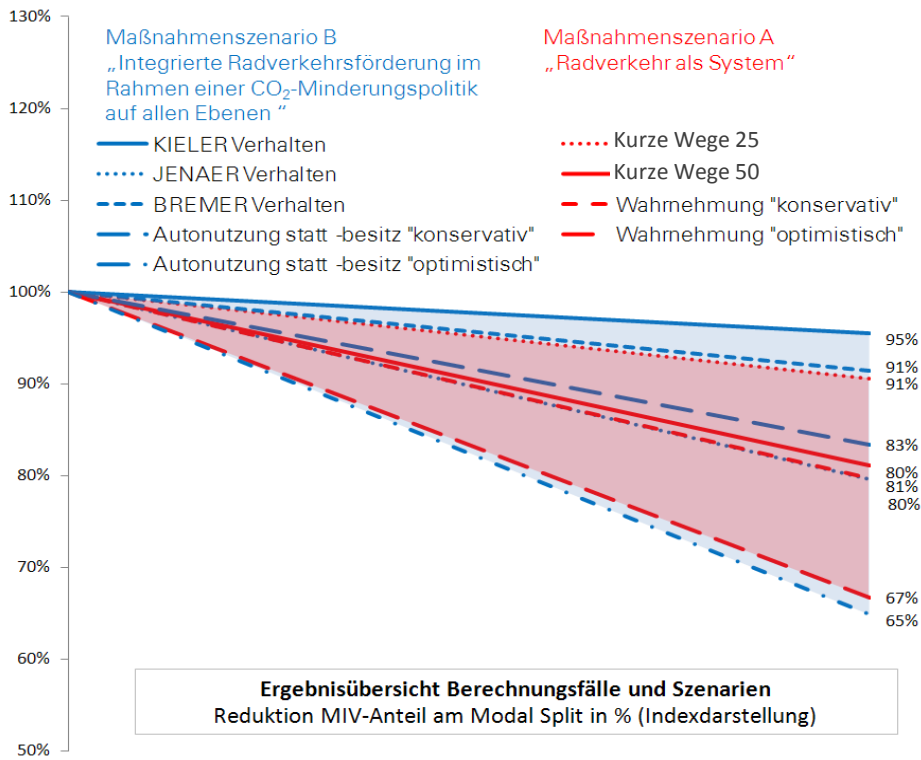 130%
120%
110%
100%
90%
80%
70%
60%
50%
Maßnahmenszenario B
„Integrierte Radverkehrsförderung im
Rahmen einer CO₂-Minderungspolitik
auf allen Ebenen “
KIELER Verhalten
JENAER Verhalten
BREMER Verhalten
Autonutzung statt -besitz "konservativ"
Autonutzung statt -besitz "optimistisch"
Maßnahmenszenario A
„Radverkehr als System“
Kurze Wege 25
Kurze Wege 50
Wahrnehmung "konservativ"
Wahrnehmung "optimistisch"
95%
91%
91%
83%
80%
81%
80%
67%
65%
Ergebnisübersicht Berechnungsfälle und Szenarien
Reduktion MIV-Anteil am Modal Split in % (Indexdarstellung)